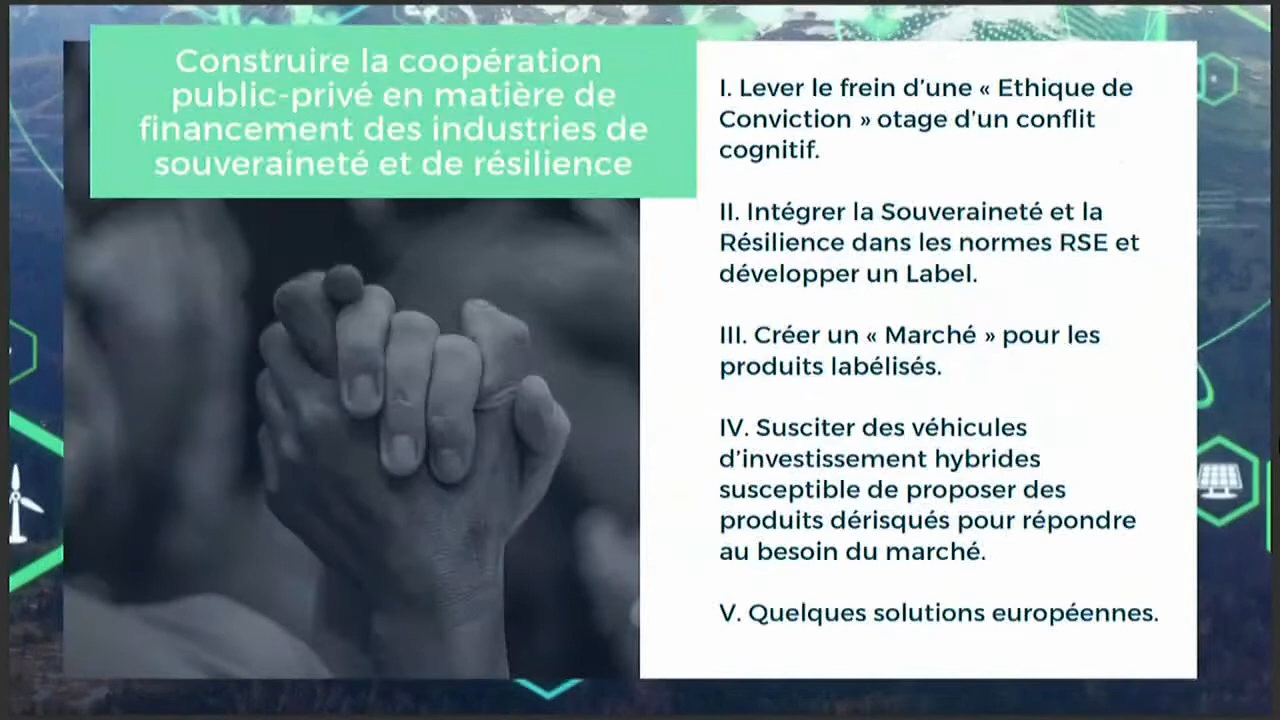 Construire la coopération
public-privé en matière de
financement des industries de
souveraineté et de résilience
I. Lever le frein d'une « Ethique de
Conviction » otage d'un conflit
cognitif.
II. Intégrer la Souveraineté et la
Résilience dans les normes RSE et
développer un Label.
III. Créer un « Marché » pour les
produits labélisés.
IV. Susciter des véhicules
d'investissement hybrides
susceptible de proposer des
produits dérisqués pour répondre
au besoin du marché.
V. Quelques solutions européennes.